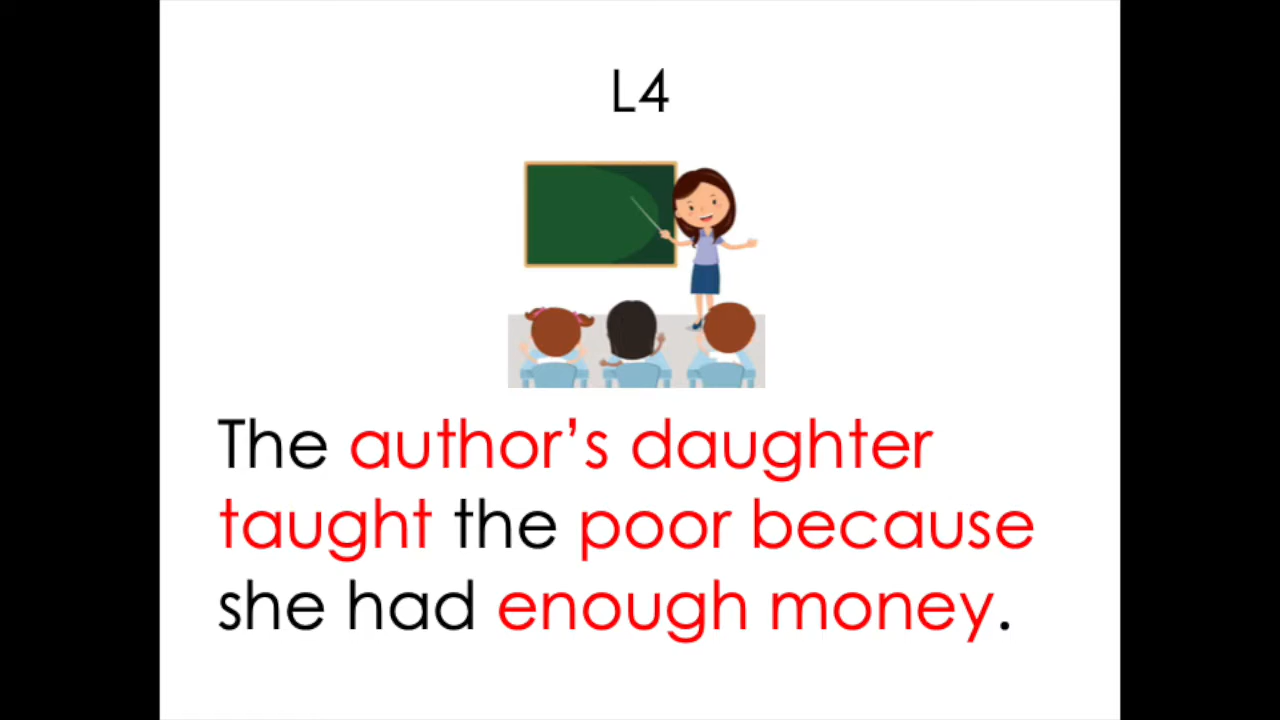 L4
The author’s daughter
taught the poor because
she had enough money.